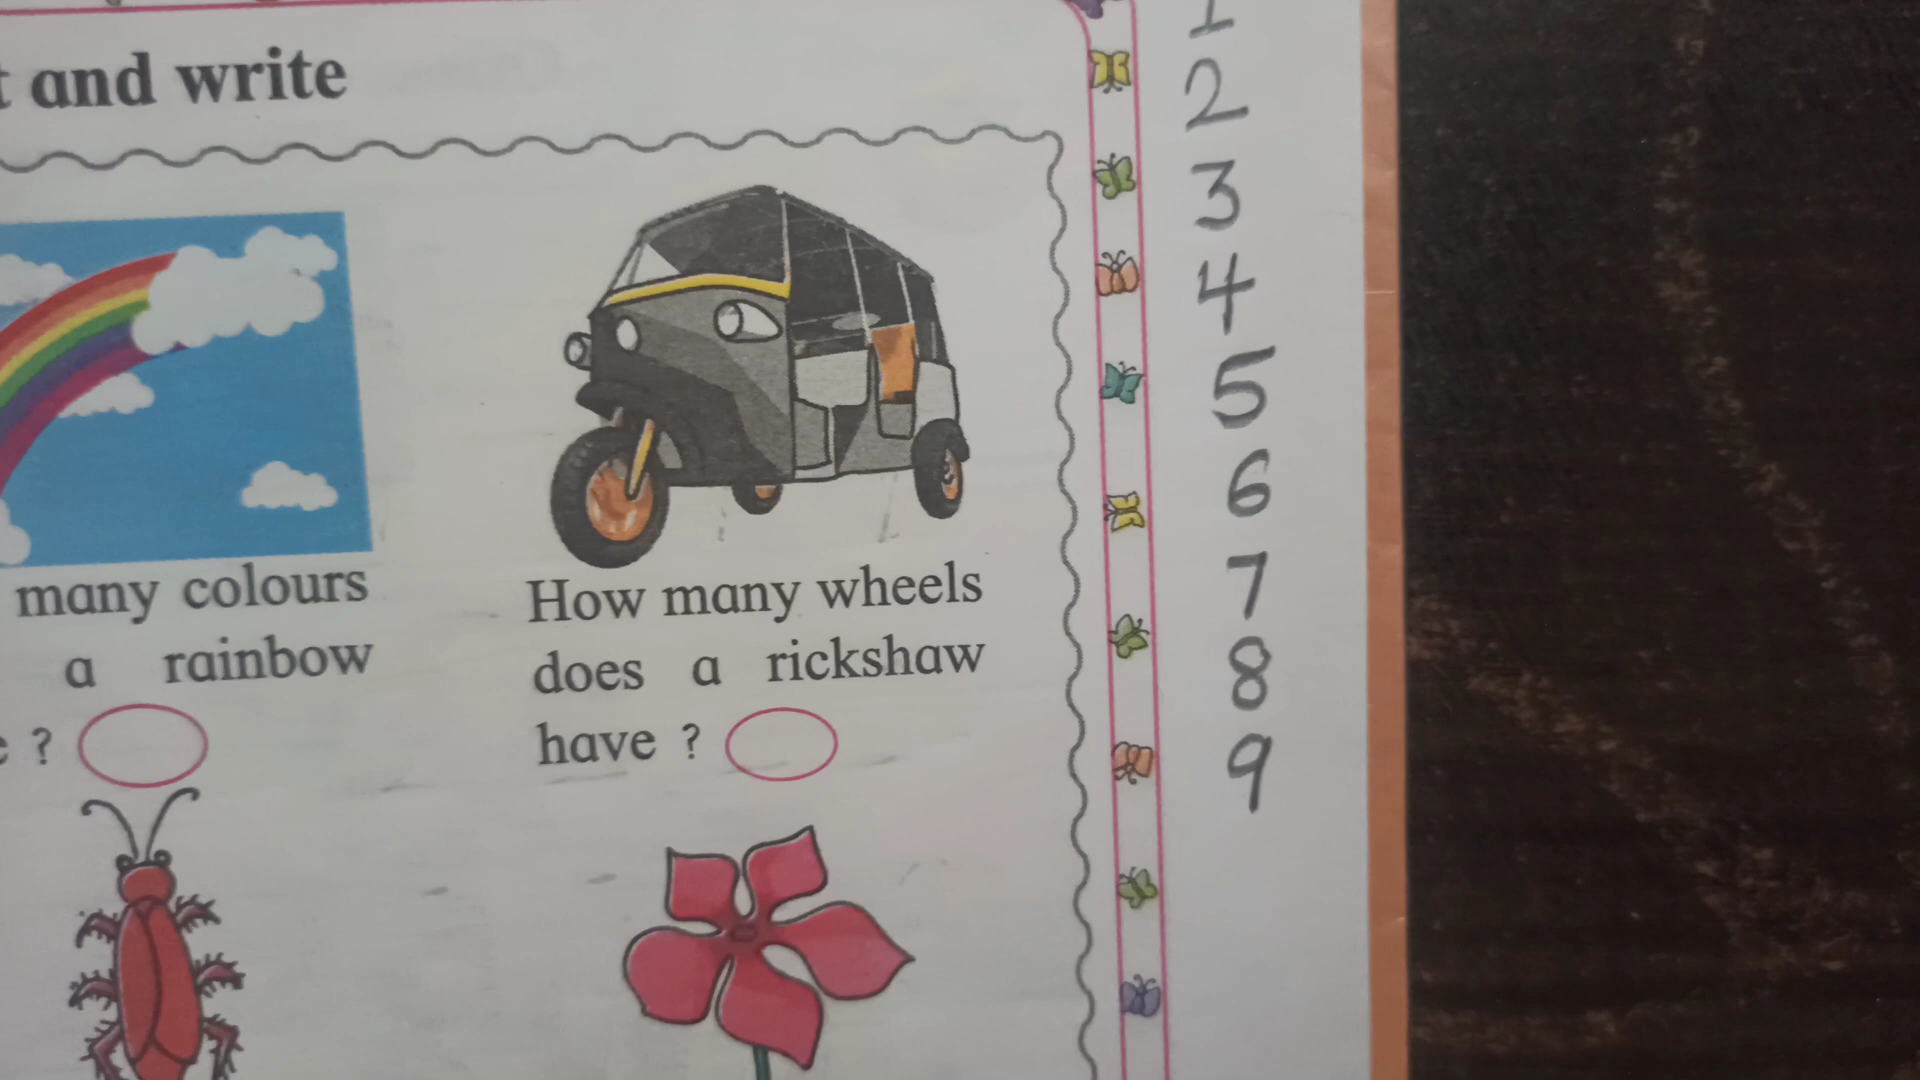 and write
many colours
a rainbow
?
How many wheels
does a rickshaw
have ?
1
2
3
4
5
6
7
8
9